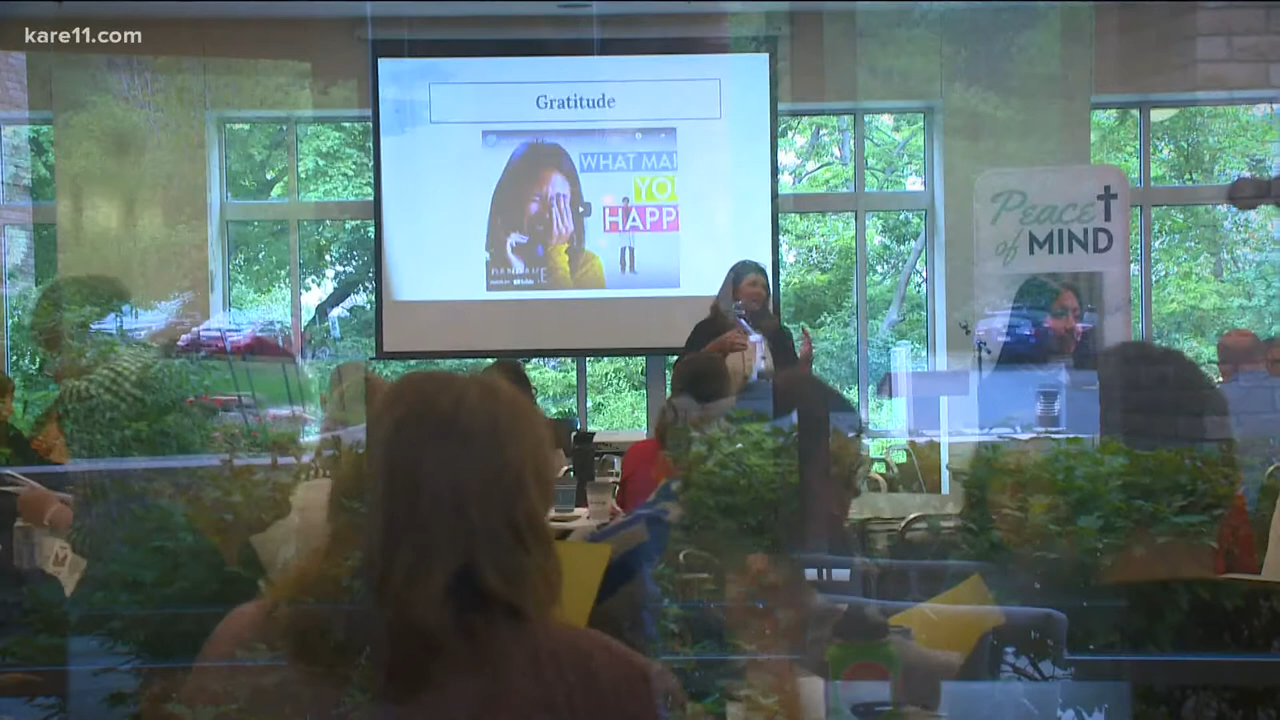 kare11.com
Gratitude
WHAT MA
YO
HAPP
Peace
of MIND